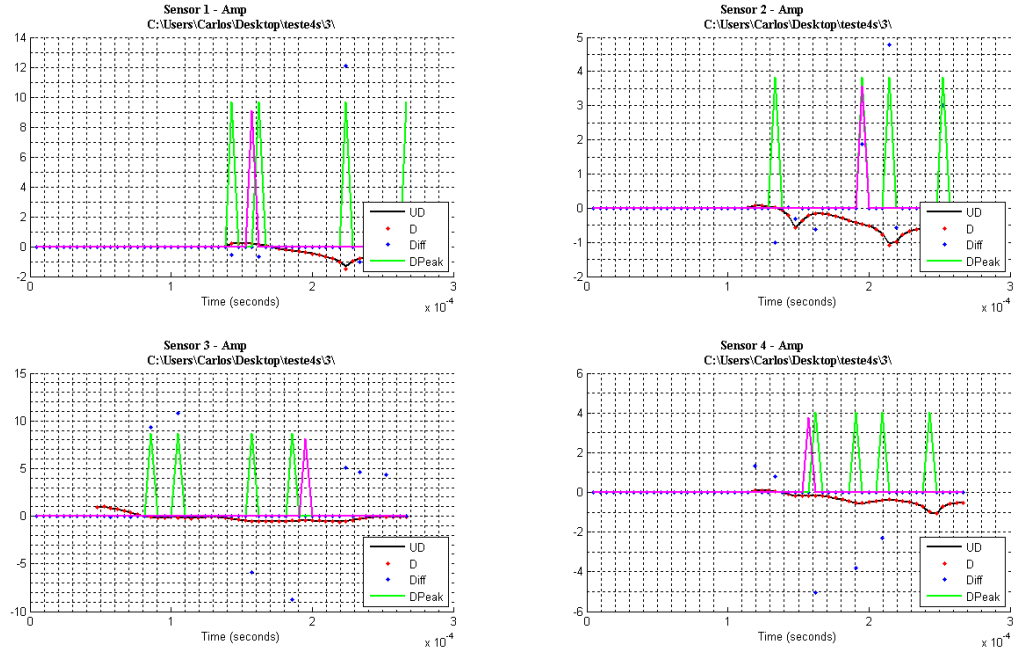 Sensor 1 - Amp
C:\Users\Carlos\Desktop\teste4s\3\
14
12
10
8
6
4
2
0
-2
0
1
2
3
Time (seconds)
x 10^-4
UD
D
Diff
DPeak
Sensor 2 - Amp
C:\Users\Carlos\Desktop\teste4s\3\
5
4
3
2
1
0
-1
-2
0
1
2
3
Time (seconds)
x 10^-4
UD
D
Diff
DPeak
Sensor 3 - Amp
C:\Users\Carlos\Desktop\teste4s\3\
15
10
5
0
-5
-10
0
1
2
3
Time (seconds)
x 10^-4
UD
D
Diff
DPeak
Sensor 4 - Amp
C:\Users\Carlos\Desktop\teste4s\3\
6
4
2
0
-2
-4
-6
0
1
2
3
Time (seconds)
x 10^-4
UD
D
Diff
DPeak